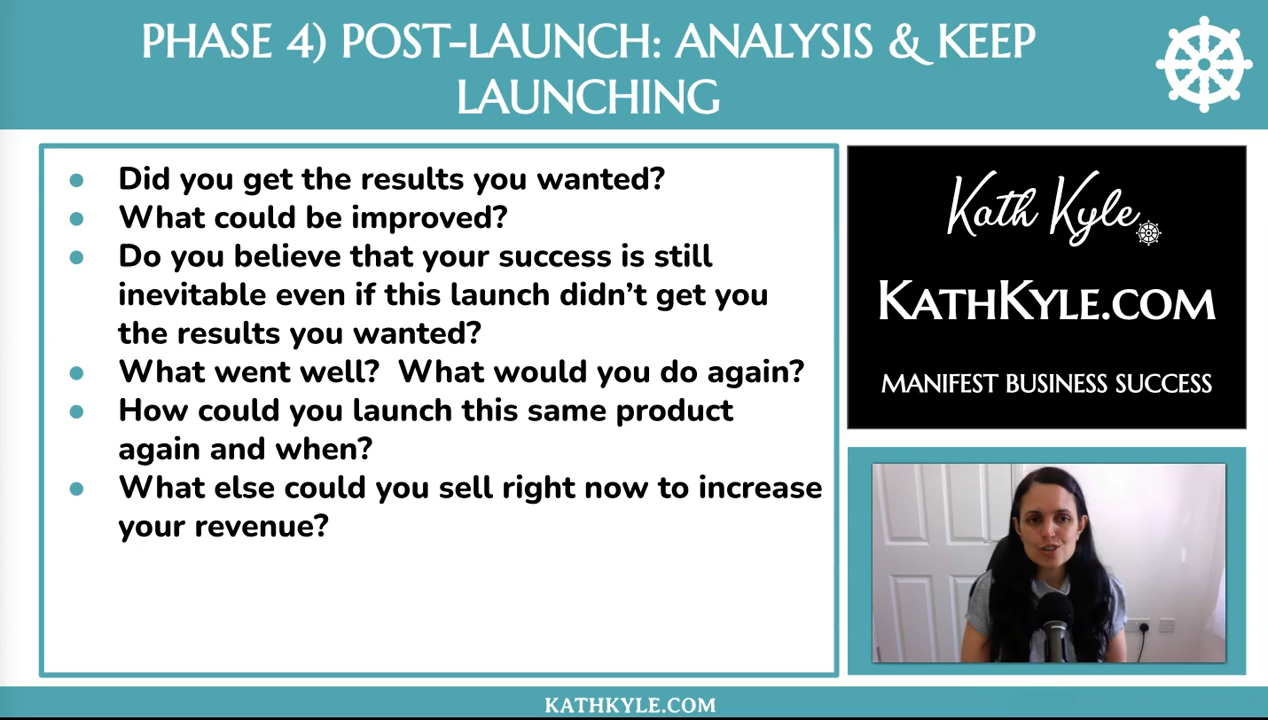 PHASE 4) POST-LAUNCH: ANALYSIS & KEEP
LAUNCHING
Did you get the results you wanted?
What could be improved?
Do you believe that your success is still
inevitable even if this launch didn’t get you
the results you wanted?
What went well?  What would you do again?
How could you launch this same product
again and when?
What else could you sell right now to increase
your revenue?
Kath Kyle
KATHKYLE.COM
MANIFEST BUSINESS SUCCESS
KATHKYLE.COM